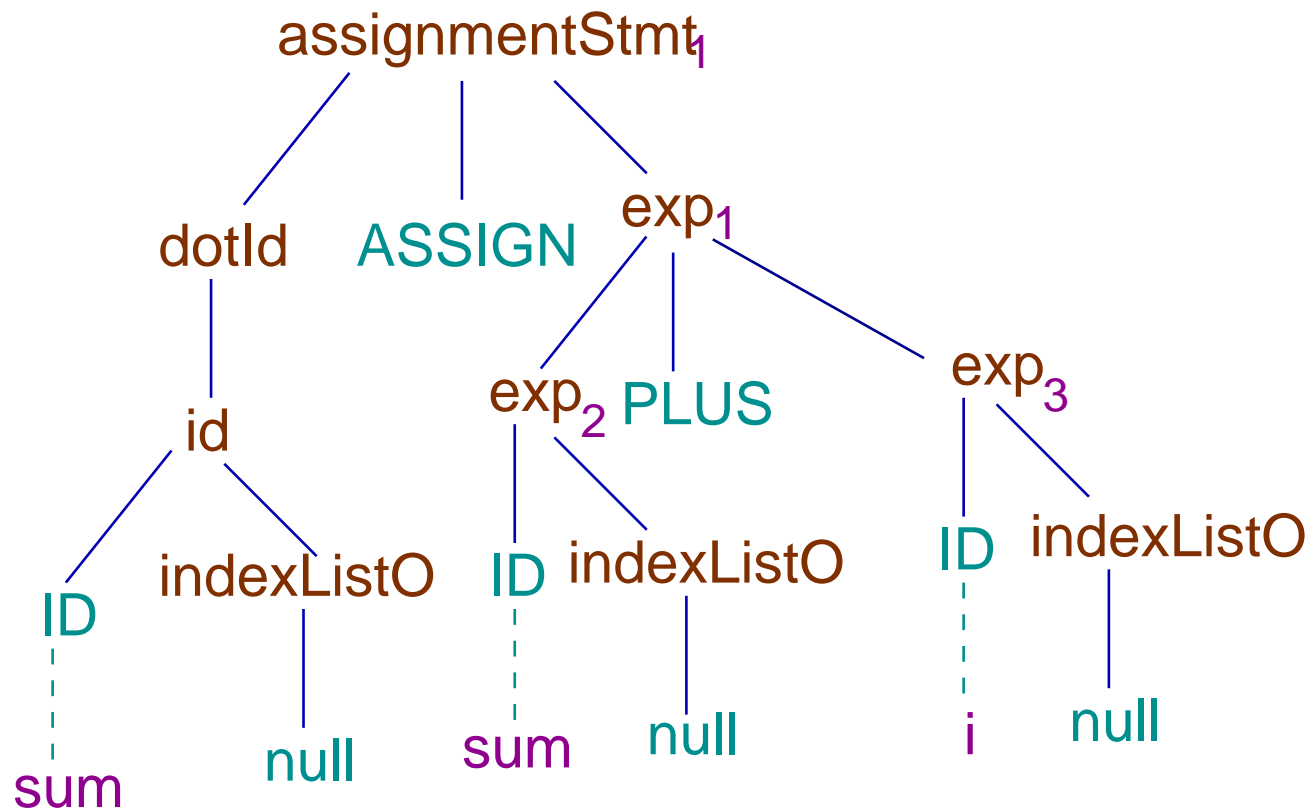 assignmentStmt1
dotId ASSIGN exp1
id exp2 PLUS exp3
ID indexListO ID indexListO ID indexListO
sum null sum null i null